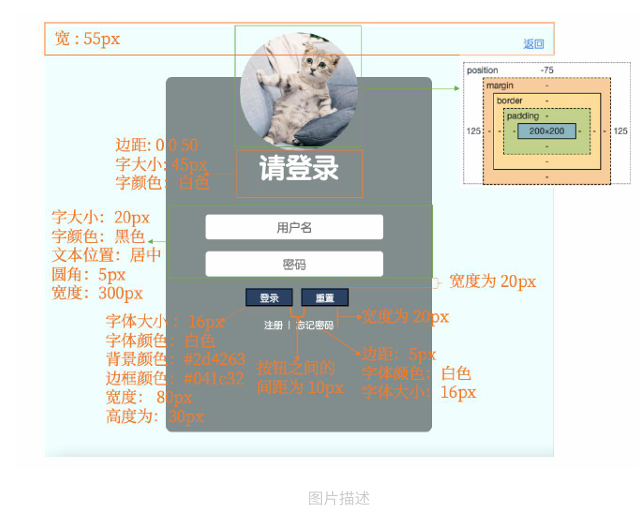 宽 : 55px
返回
position
-75
margin
-
border
-
padding
-
125
-
-
-
200×200
-
-
-
125
-
-
-
边距: 0 0 50
字大小: 45px
字颜色：白色
请登录
字大小：20px
字颜色：黑色
文本位置：居中
圆角：5px
宽度：300px
用户名
密码
宽度为 20px
登录
重置
字体大小 ：16px
字体颜色：白色
背景颜色：#2d4263
边框颜色：#041c32
宽度： 80px
高度为：30px
注册 | 忘记密码
宽度为 20px
按钮之间的
间距为 10px
边距：5px
字体颜色：白色
字体大小：16px
图片描述